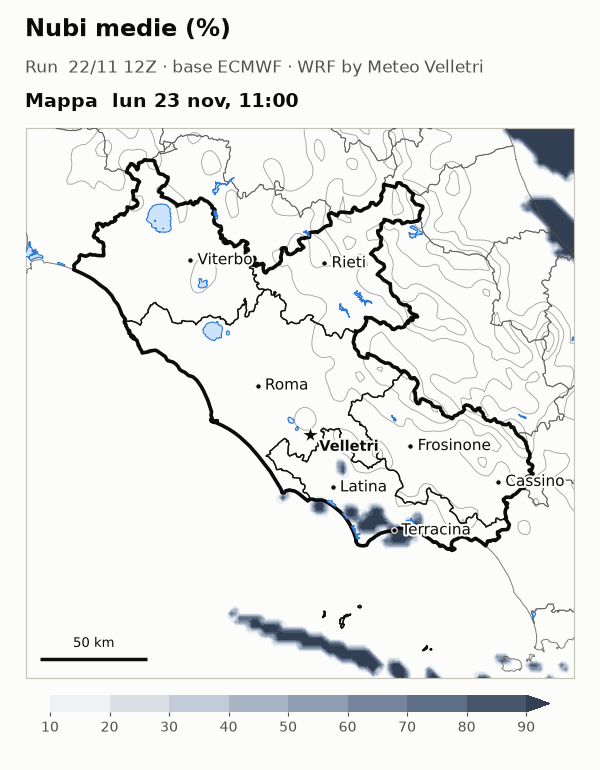 Nubi medie (%)
Run 22/11 12Z · base ECMWF · WRF by Meteo Velletri
Mappa lun 23 nov, 11:00
Viterbo
Rieti
Roma
Velletri
Frosinone
Cassino
Latina
Terracina
50 km
10 20 30 40 50 60 70 80 90